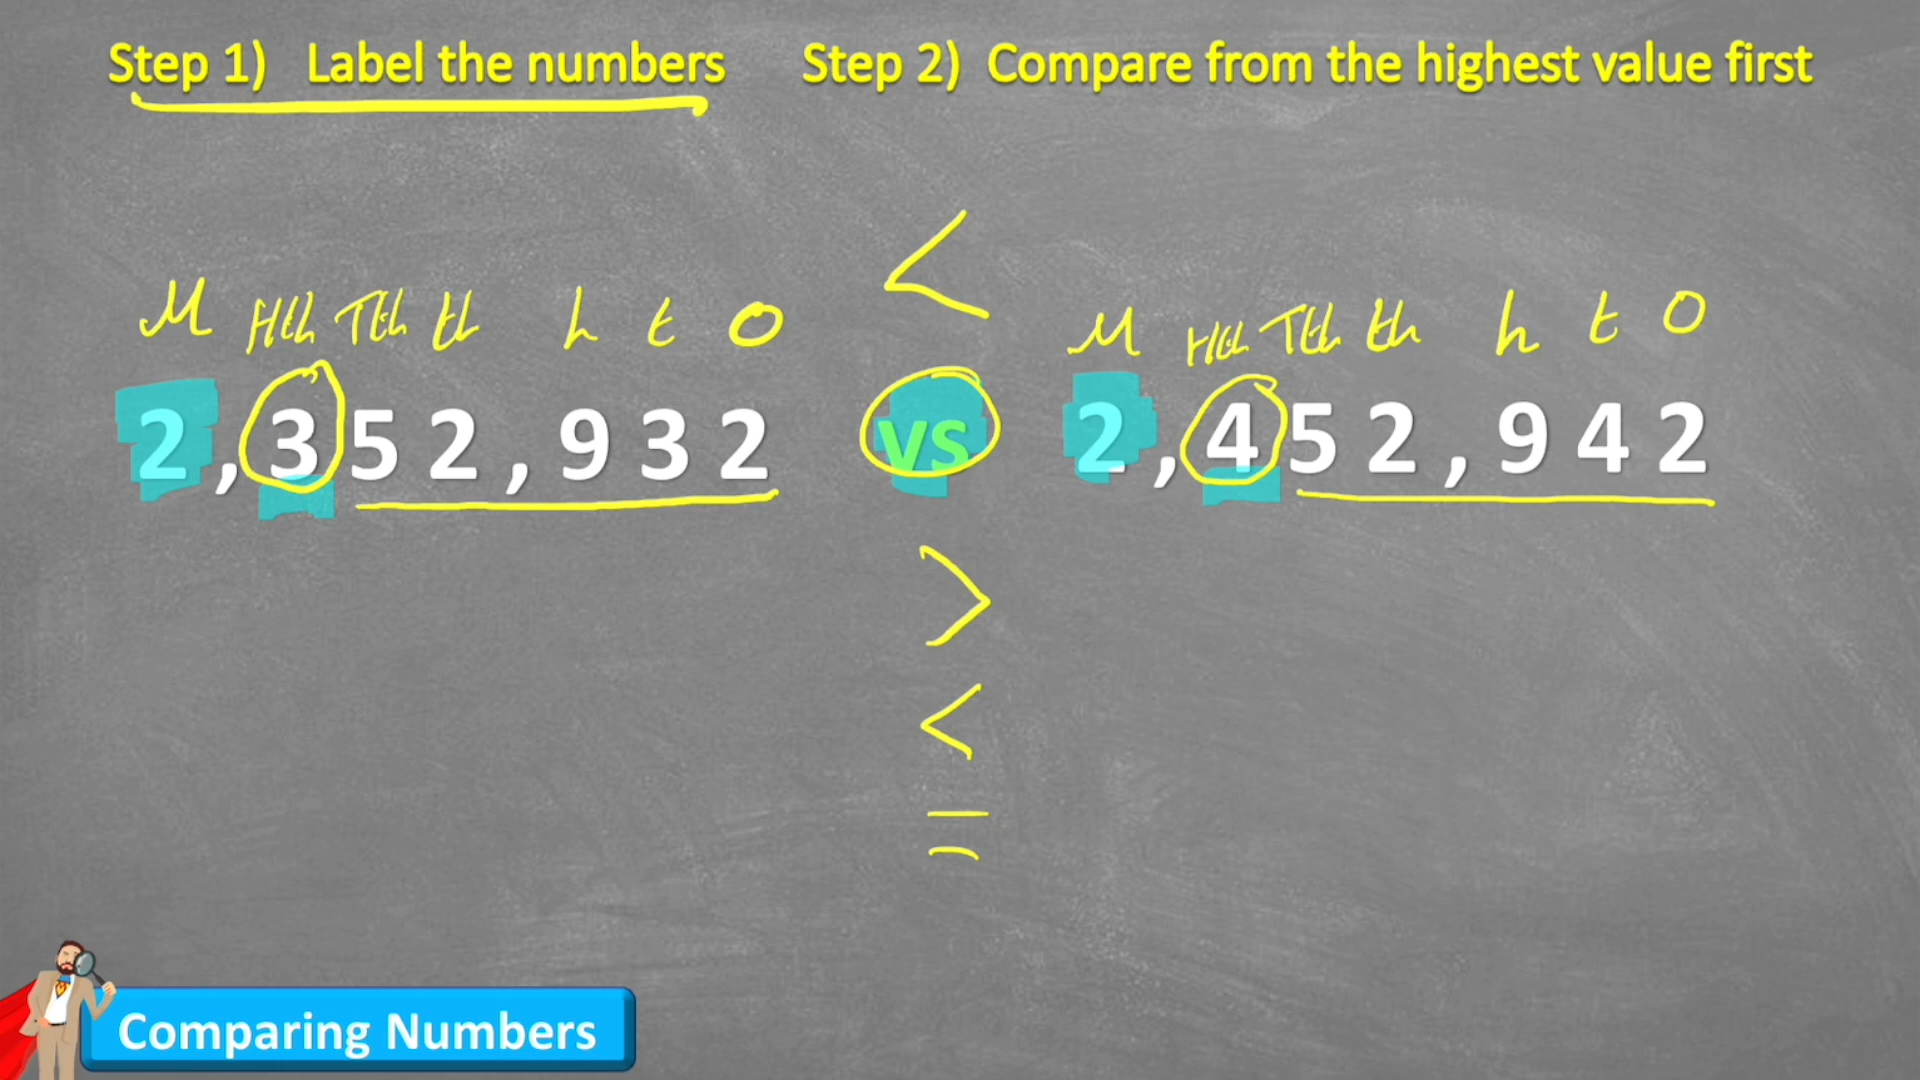 Step 1) Label the numbers Step 2) Compare from the highest value first
<
M Hth Tth th h t O M Hth Tth th h t O
2,352,932 vs 2,452,942
>
<
=
Comparing Numbers